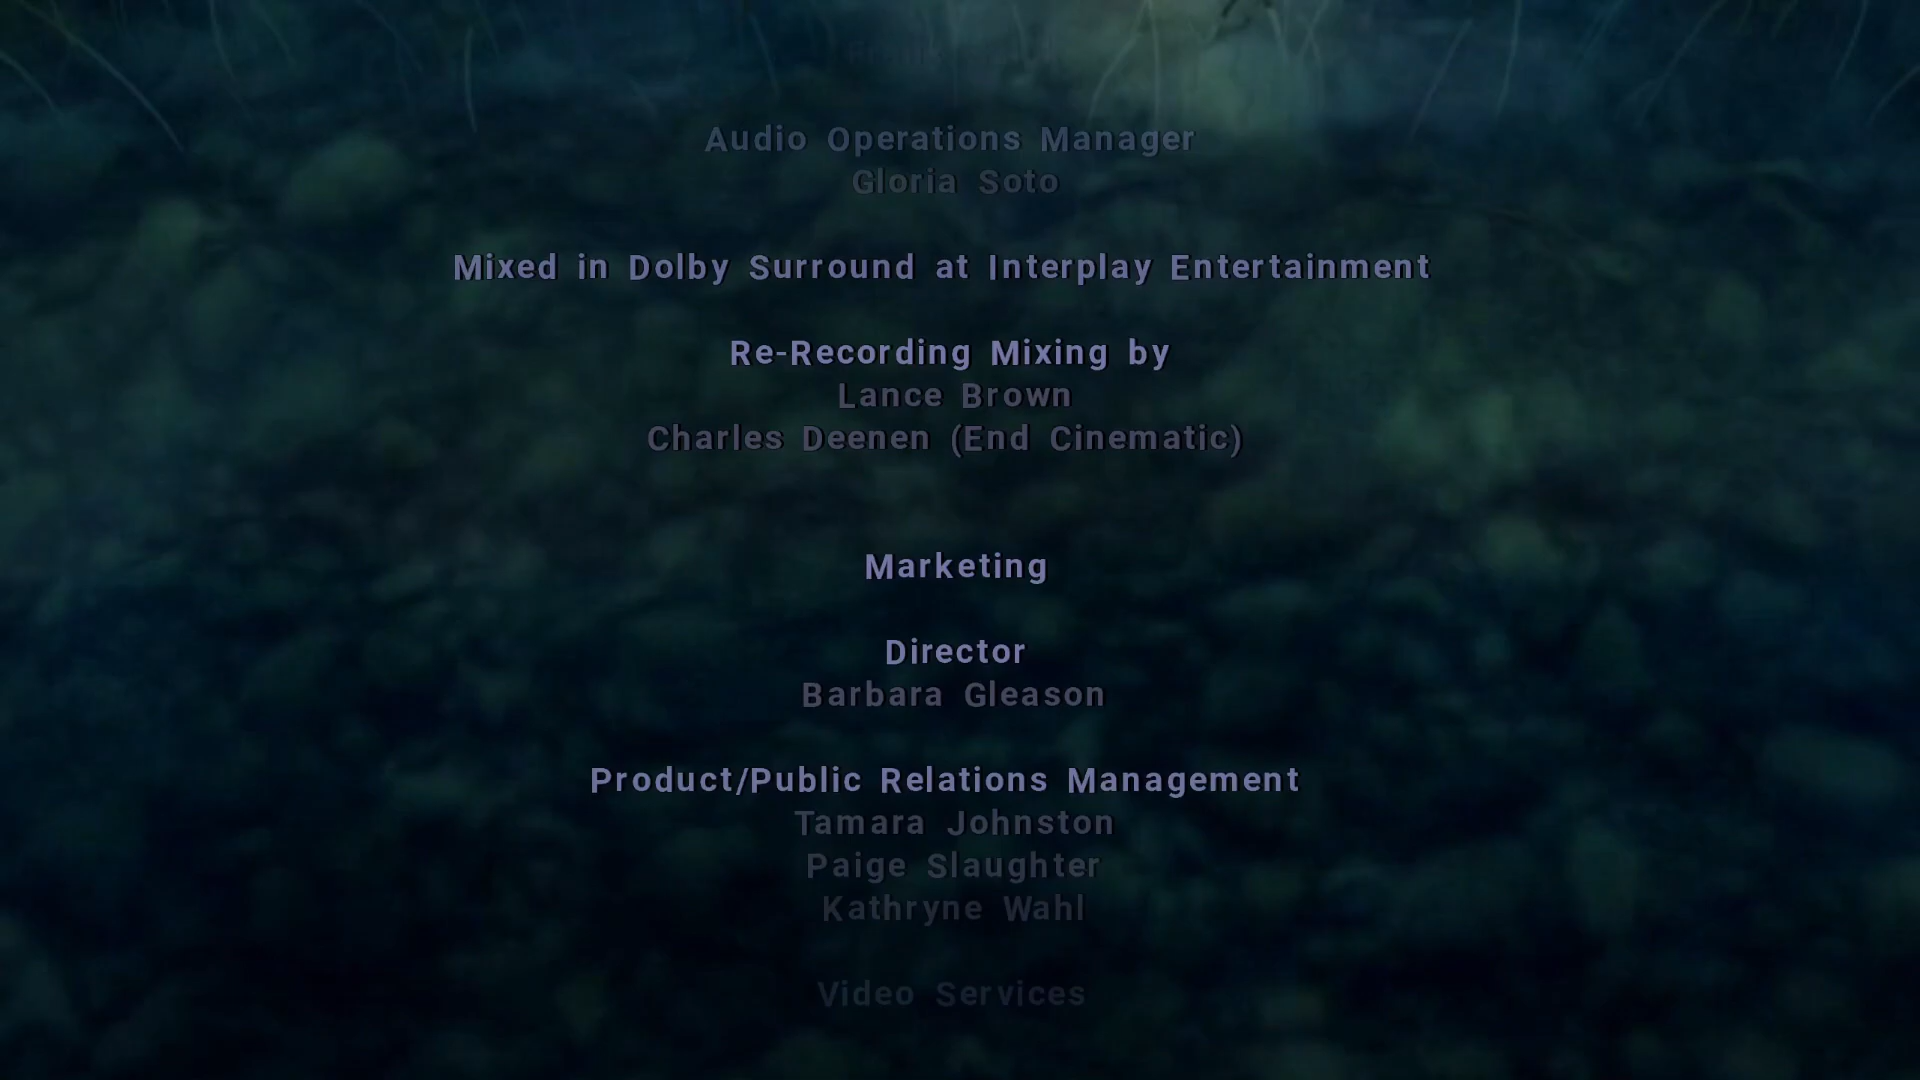 Audio Operations Manager
Gloria Soto
Mixed in Dolby Surround at Interplay Entertainment
Re-Recording Mixing by
Lance Brown
Charles Deenen (End Cinematic)
Marketing
Director
Barbara Gleason
Product/Public Relations Management
Tamara Johnston
Paige Slaughter
Kathryne Wahl
Video Services